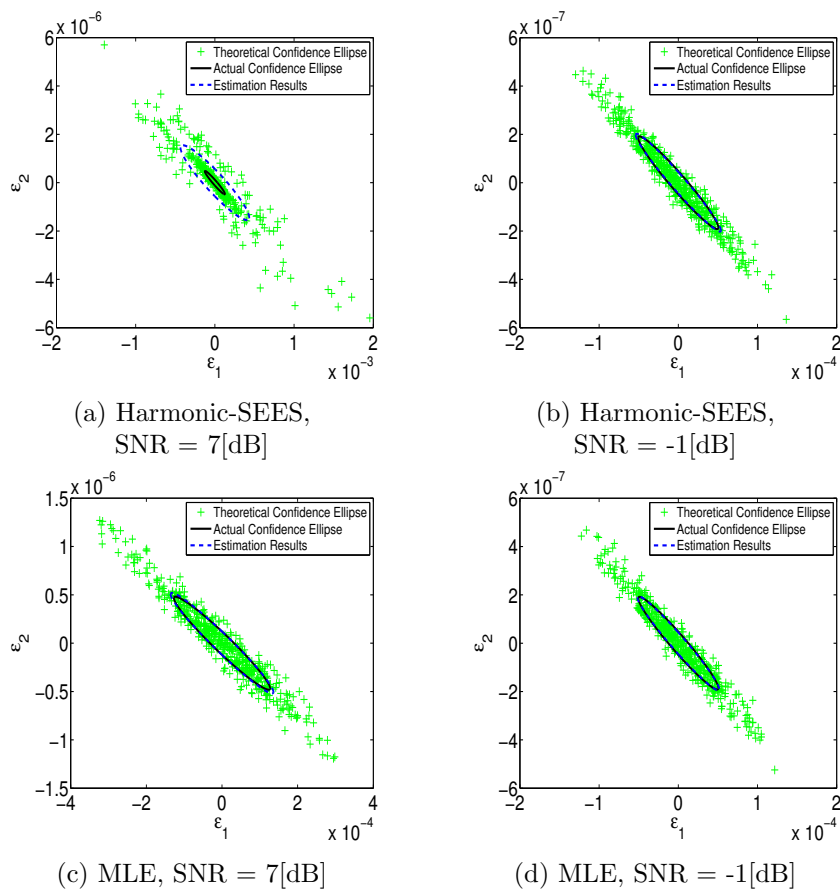 x 10⁻⁶
6
4
2
0
−2
−4
−6
−2
−1
0
1
2
ε₂
ε₁
x 10⁻³
Theoretical Confidence Ellipse
Actual Confidence Ellipse
Estimation Results
(a) Harmonic-SEES,
SNR = 7[dB]
x 10⁻⁷
6
4
2
0
−2
−4
−6
−2
−1
0
1
2
ε₂
ε₁
x 10⁻⁴
Theoretical Confidence Ellipse
Actual Confidence Ellipse
Estimation Results
(b) Harmonic-SEES,
SNR = -1[dB]
x 10⁻⁶
1.5
1
0.5
0
−0.5
−1
−1.5
−4
−2
0
2
4
ε₂
ε₁
x 10⁻⁴
Theoretical Confidence Ellipse
Actual Confidence Ellipse
Estimation Results
(c) MLE, SNR = 7[dB]
x 10⁻⁷
6
4
2
0
−2
−4
−6
−2
−1
0
1
2
ε₂
ε₁
x 10⁻⁴
Theoretical Confidence Ellipse
Actual Confidence Ellipse
Estimation Results
(d) MLE, SNR = -1[dB]